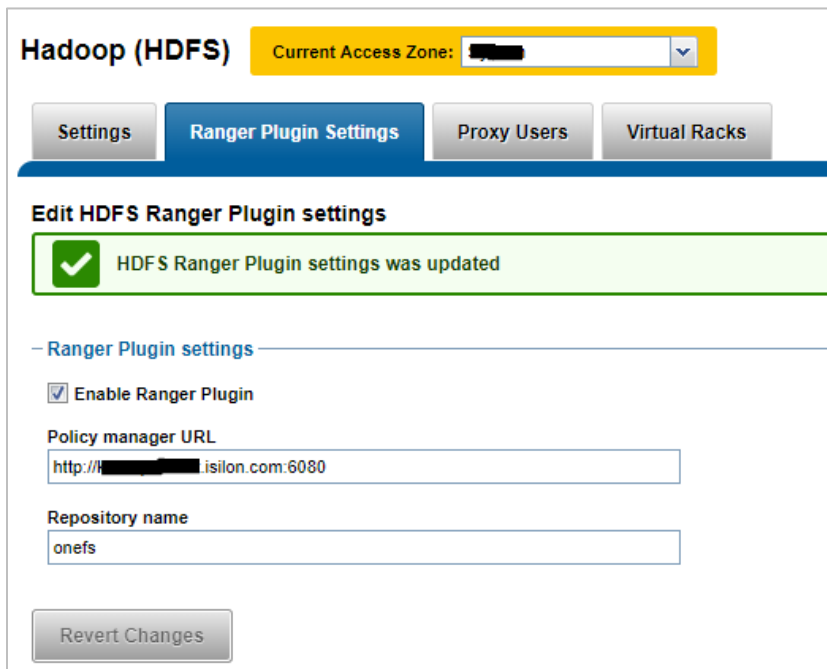 Hadoop (HDFS)
Current Access Zone:
Settings
Ranger Plugin Settings
Proxy Users
Virtual Racks
Edit HDFS Ranger Plugin settings
HDFS Ranger Plugin settings was updated
Ranger Plugin settings
Enable Ranger Plugin
Policy manager URL
http:// .isilon.com:6080
Repository name
onefs
Revert Changes